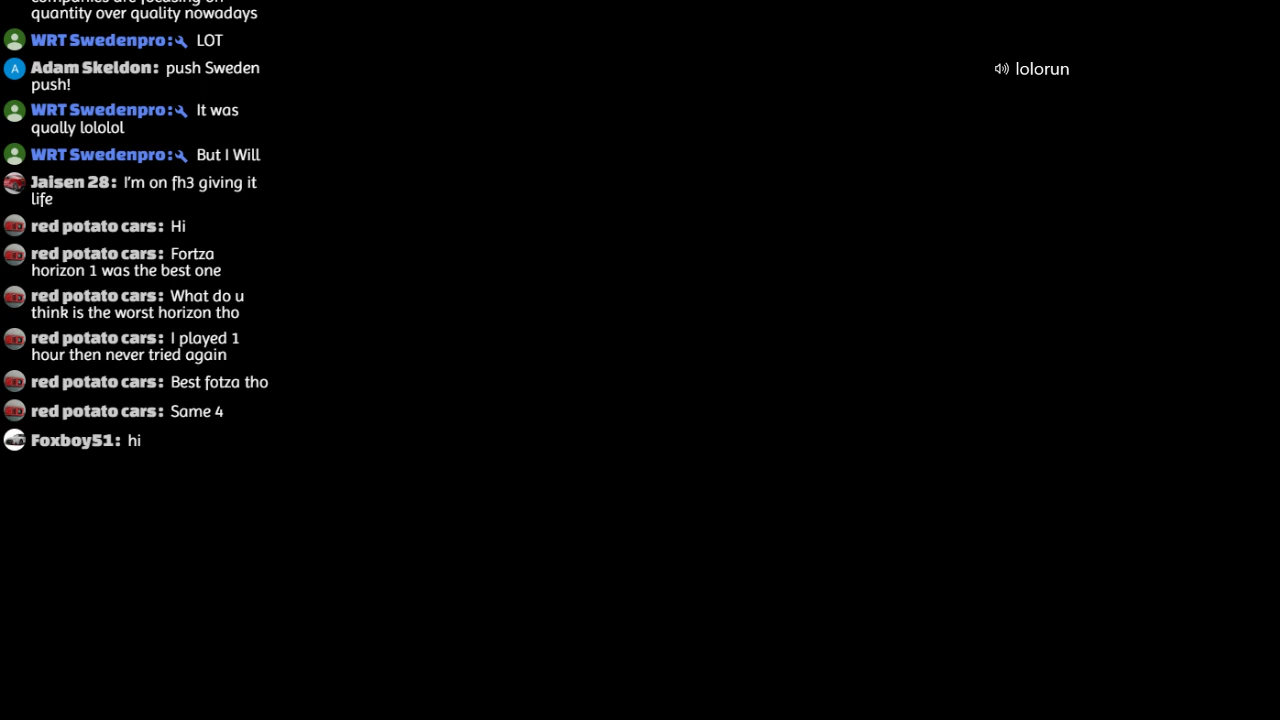 companies are focusing on
quantity over quality nowadays
WRT Swedenpro: LOT
Adam Skeldon: push Sweden
push!
WRT Swedenpro: It was
qually lololol
WRT Swedenpro: But I Will
Jaisen 28: I'm on fh3 giving it
life
red potato cars: Hi
red potato cars: Fortza
horizon 1 was the best one
red potato cars: What do u
think is the worst horizon tho
red potato cars: I played 1
hour then never tried again
red potato cars: Best fotza tho
red potato cars: Same 4
Foxboy51: hi
lolorun
A